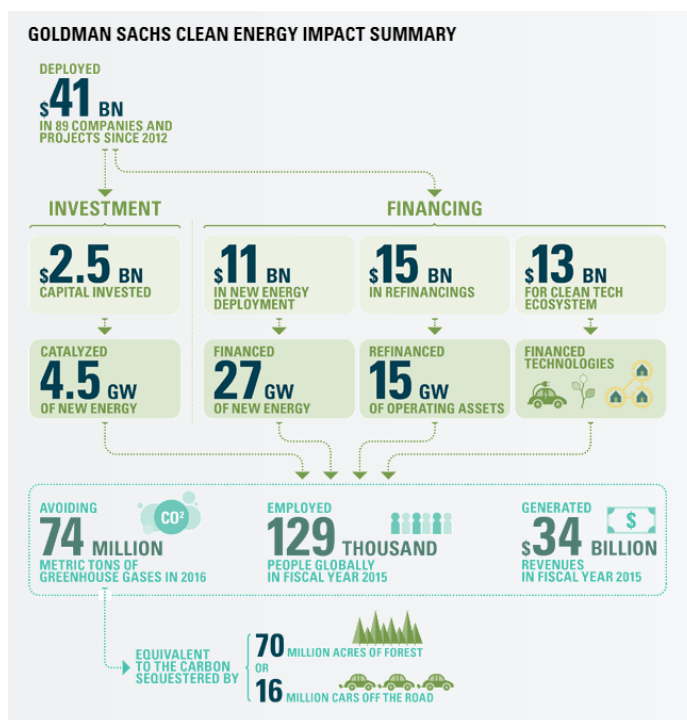 GOLDMAN SACHS CLEAN ENERGY IMPACT SUMMARY
DEPLOYED
$41 BN
IN 89 COMPANIES AND
PROJECTS SINCE 2012
INVESTMENT
FINANCING
$2.5 BN
CAPITAL INVESTED
$11 BN
IN NEW ENERGY
DEPLOYMENT
$15 BN
IN REFINANCINGS
$13 BN
FOR CLEAN TECH
ECOSYSTEM
CATALYZED
4.5 GW
OF NEW ENERGY
FINANCED
27 GW
OF NEW ENERGY
REFINANCED
15 GW
OF OPERATING ASSETS
FINANCED
TECHNOLOGIES
AVOIDING
74 MILLION
METRIC TONS OF
GREENHOUSE GASES IN 2016
CO²
EMPLOYED
129 THOUSAND
PEOPLE GLOBALLY
IN FISCAL YEAR 2015
GENERATED
$
$34 BILLION
REVENUES
IN FISCAL YEAR 2015
EQUIVALENT
TO THE CARBON
SEQUESTERED BY
70 MILLION ACRES OF FOREST
OR
16 MILLION CARS OFF THE ROAD